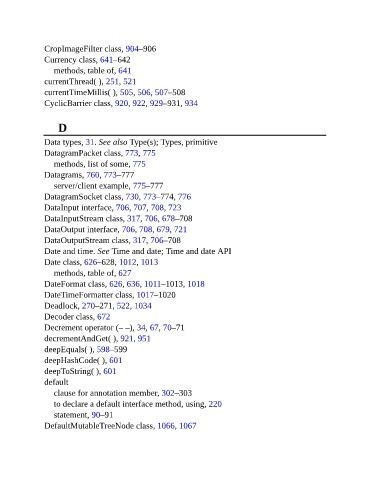 CropImageFilter class, 904–906
Currency class, 641–642
methods, table of, 641
currentThread( ), 251, 521
currentTimeMillis( ), 505, 506, 507–508
CyclicBarrier class, 920, 922, 929–931, 934
D
Data types, 31. See also Type(s); Types, primitive
DatagramPacket class, 773, 775
methods, list of some, 775
Datagrams, 760, 773–777
server/client example, 775–777
DatagramSocket class, 730, 773–774, 776
DataInput interface, 706, 707, 708, 723
DataInputStream class, 317, 706, 678–708
DataOutput interface, 706, 708, 679, 721
DataOutputStream class, 317, 706–708
Date and time. See Time and date; Time and date API
Date class, 626–628, 1012, 1013
methods, table of, 627
DateFormat class, 626, 636, 1011–1013, 1018
DateTimeFormatter class, 1017–1020
Deadlock, 270–271, 522, 1034
Decoder class, 672
Decrement operator (– –), 34, 67, 70–71
decrementAndGet( ), 921, 951
deepEquals( ), 598–599
deepHashCode( ), 601
deepToString( ), 601
default
clause for annotation member, 302–303
to declare a default interface method, using, 220
statement, 90–91
DefaultMutableTreeNode class, 1066, 1067